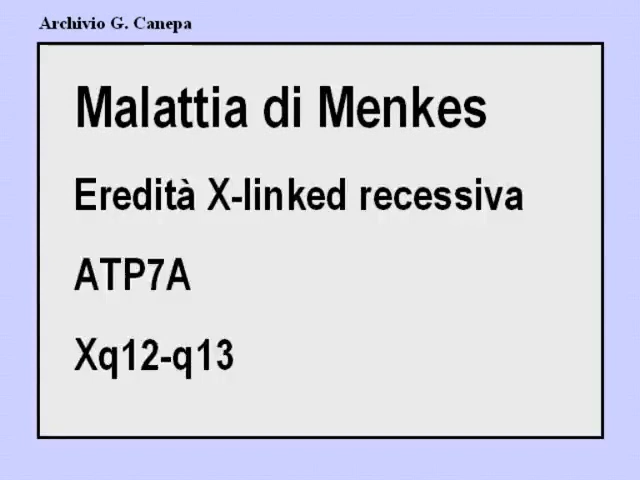 Archivio G. Canepa
Malattia di Menkes
Eredità X-linked recessiva
ATP7A
Xq12-q13